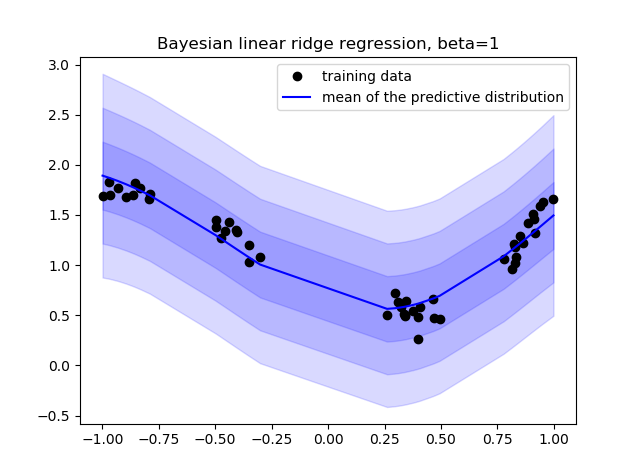 Bayesian linear ridge regression, beta=1
training data
mean of the predictive distribution
3.0
2.5
2.0
1.5
1.0
0.5
0.0
−0.5
−1.00 −0.75 −0.50 −0.25 0.00 0.25 0.50 0.75 1.00